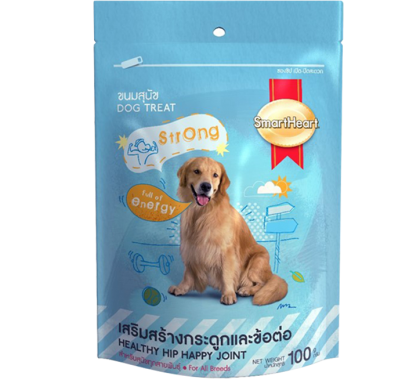 ขนมสุนัข
DOG TREAT
SmartHeart
Strong
full of
energy
เสริมสร้างกระดูกและข้อต่อ
HEALTHY HIP HAPPY JOINT
For All Breeds
NET WEIGHT
100